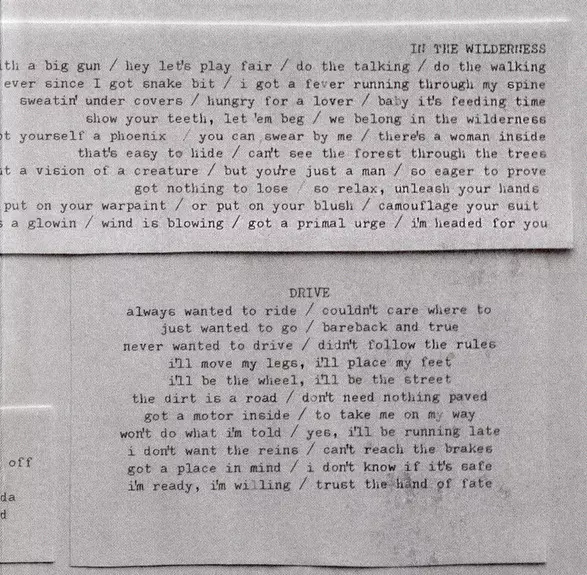 IN THE WILDERNESS
ith a big gun / hey let's play fair / do the talking / do the walking
ever since I got snake bit / i got a fever running through my spine
sweatin' under covers / hungry for a lover / baby it's feeding time
show your teeth, let 'em beg / we belong in the wilderness
ot yourself a phoenix / you can swear by me / there's a woman inside
that's easy to hide / can't see the forest through the trees
t a vision of a creature / but you're just a man / so eager to prove
got nothing to lose / so relax, unleash your hands
put on your warpaint / or put on your blush / camouflage your suit
s a glowin / wind is blowing / got a primal urge / i'm headed for you
DRIVE
always wanted to ride / couldn't care where to
just wanted to go / bareback and true
never wanted to drive / didn't follow the rules
i'll move my legs, i'll place my feet
i'll be the wheel, i'll be the street
the dirt is a road / don't need nothing paved
got a motor inside / to take me on my way
won't do what i'm told / yes, i'll be running late
i don't want the reins / can't reach the brakes
got a place in mind / i don't know if it's safe
i'm ready, i'm willing / trust the hand of fate
off
da
d